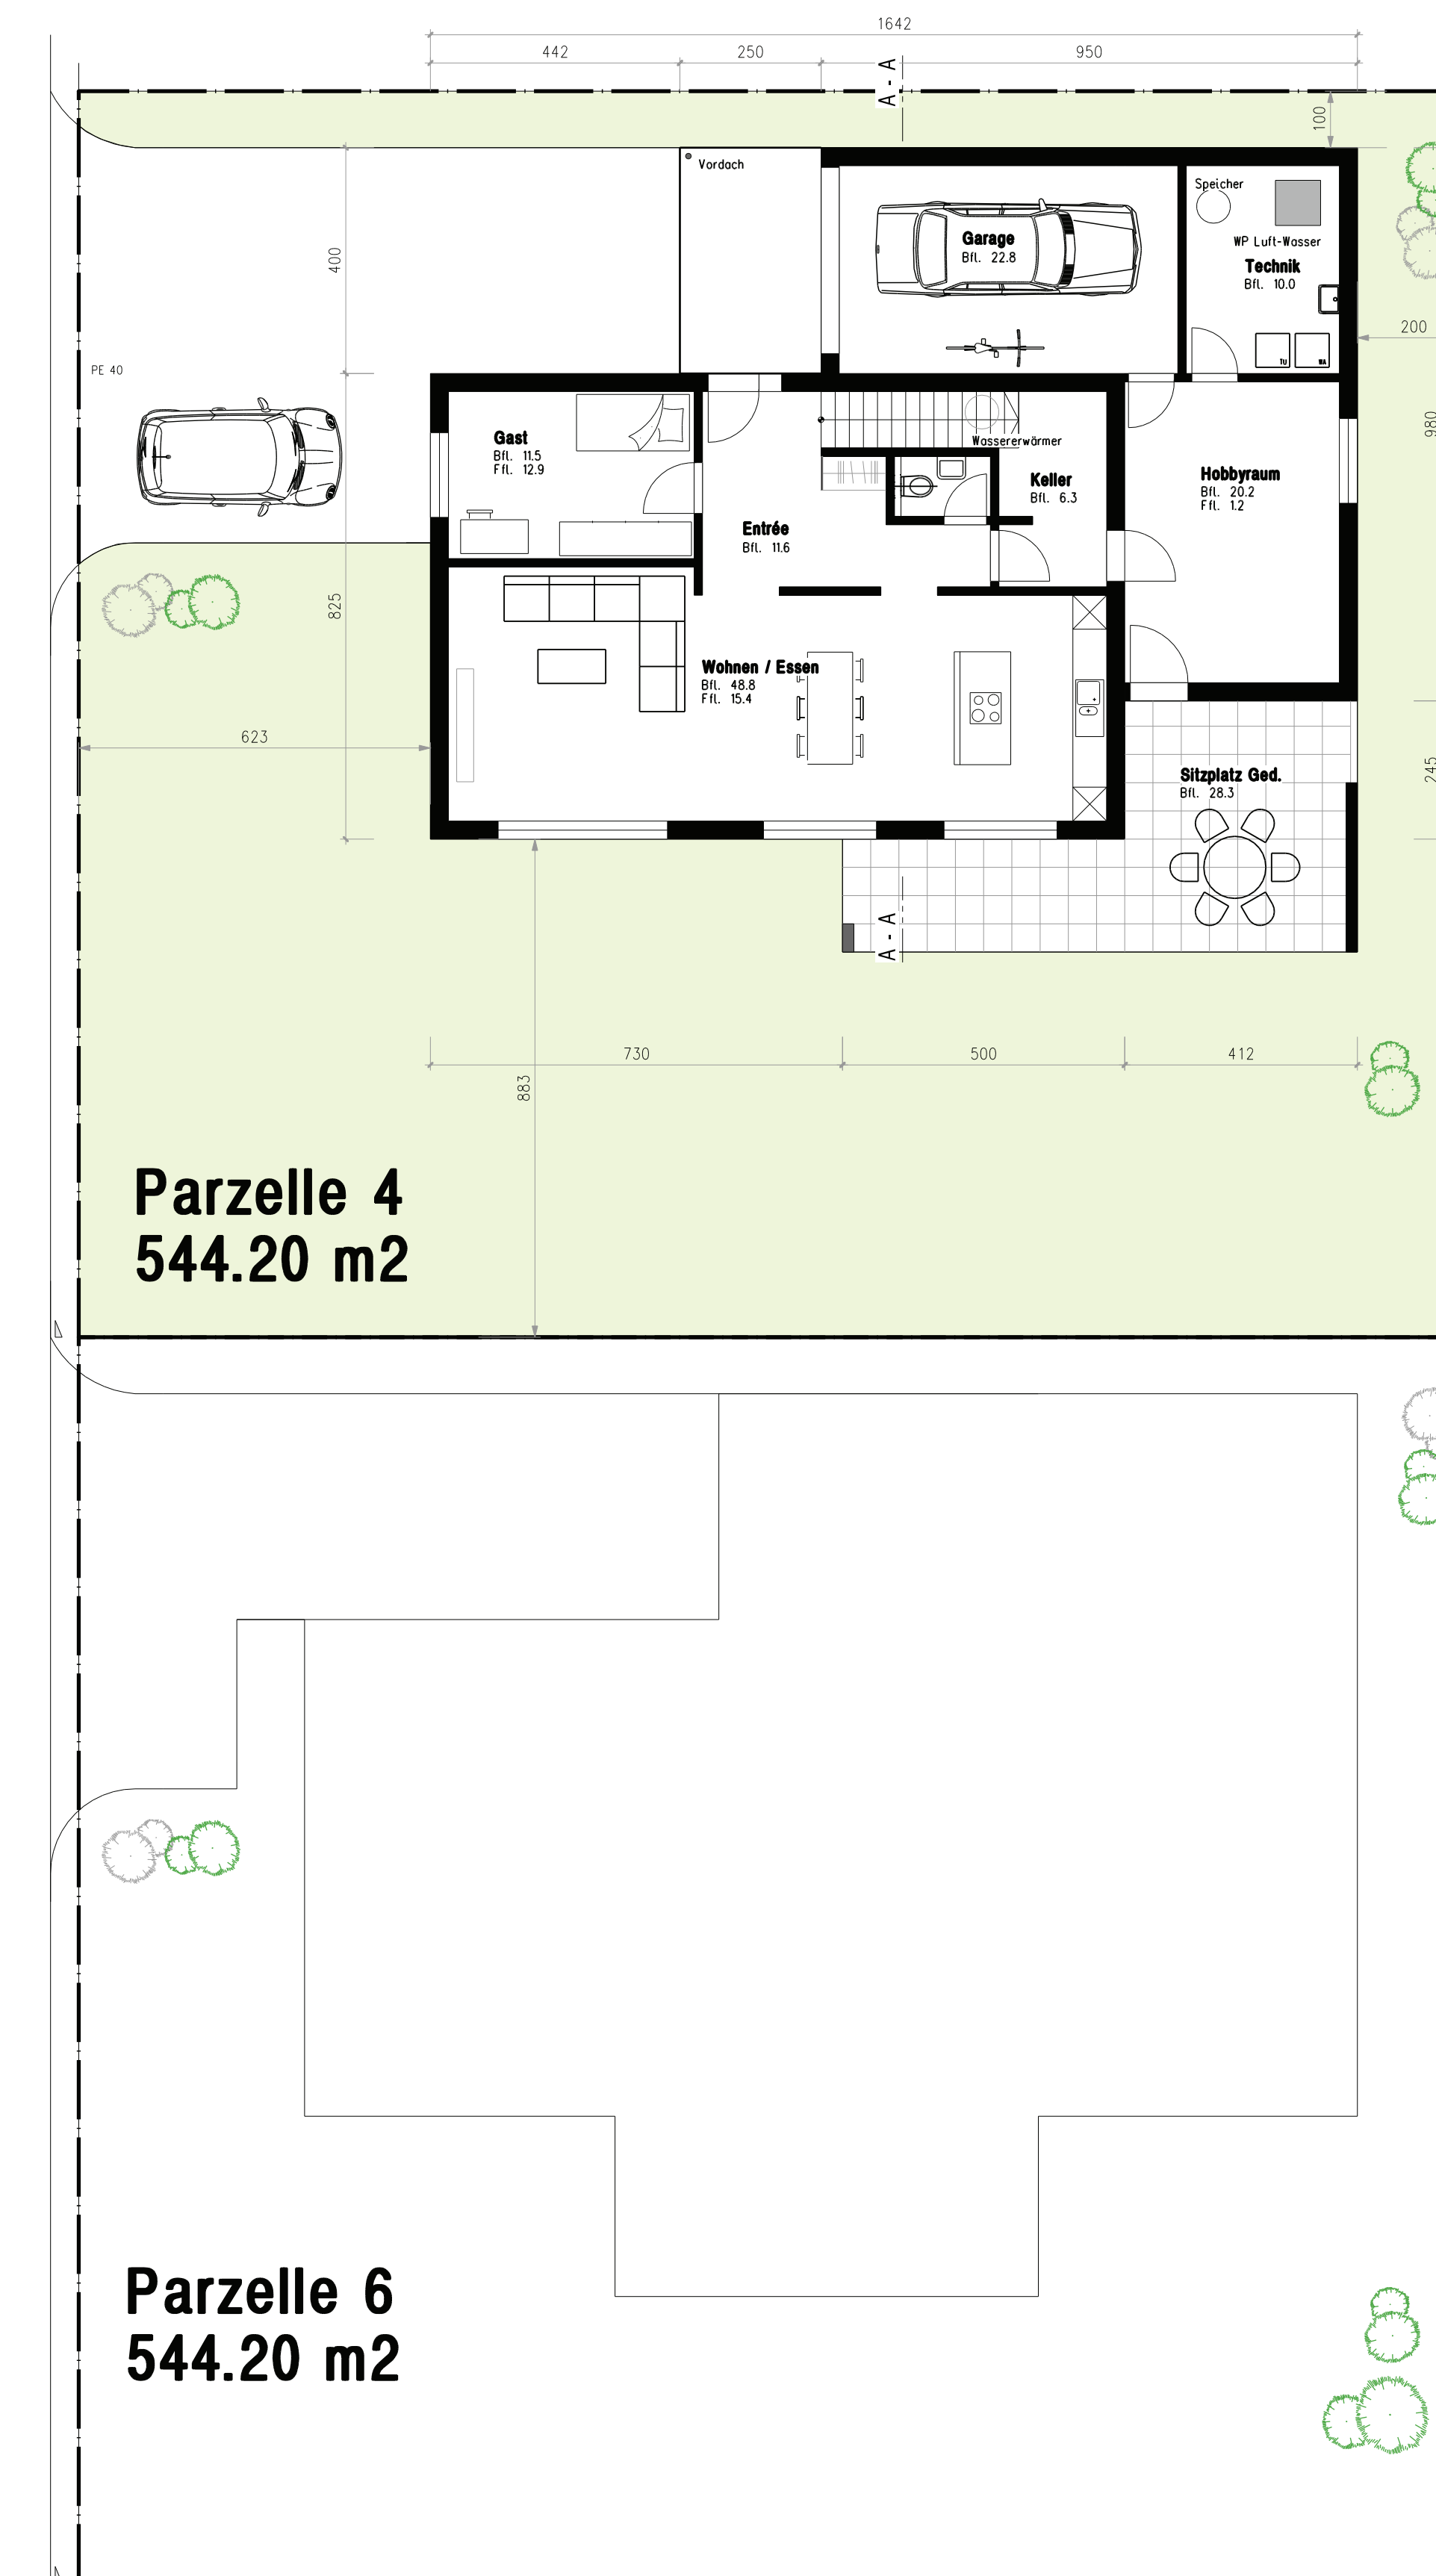 1642
442
250
950
A - A
100
Vordach
Speicher
WP Luft-Wasser
Technik
Bfl. 10.0
Garage
Bfl. 22.8
400
200
TU
WA
PE 40
980
Gast
Bfl. 11.5
Ffl. 12.9
Wassererwärmer
Keller
Bfl. 6.3
Hobbyraum
Bfl. 20.2
Ffl. 1.2
Entrée
Bfl. 11.6
825
Wohnen / Essen
Bfl. 48.8
Ffl. 15.4
623
Sitzplatz Ged.
Bfl. 28.3
245
A - A
730
500
412
883
Parzelle 4
544.20 m2
Parzelle 6
544.20 m2